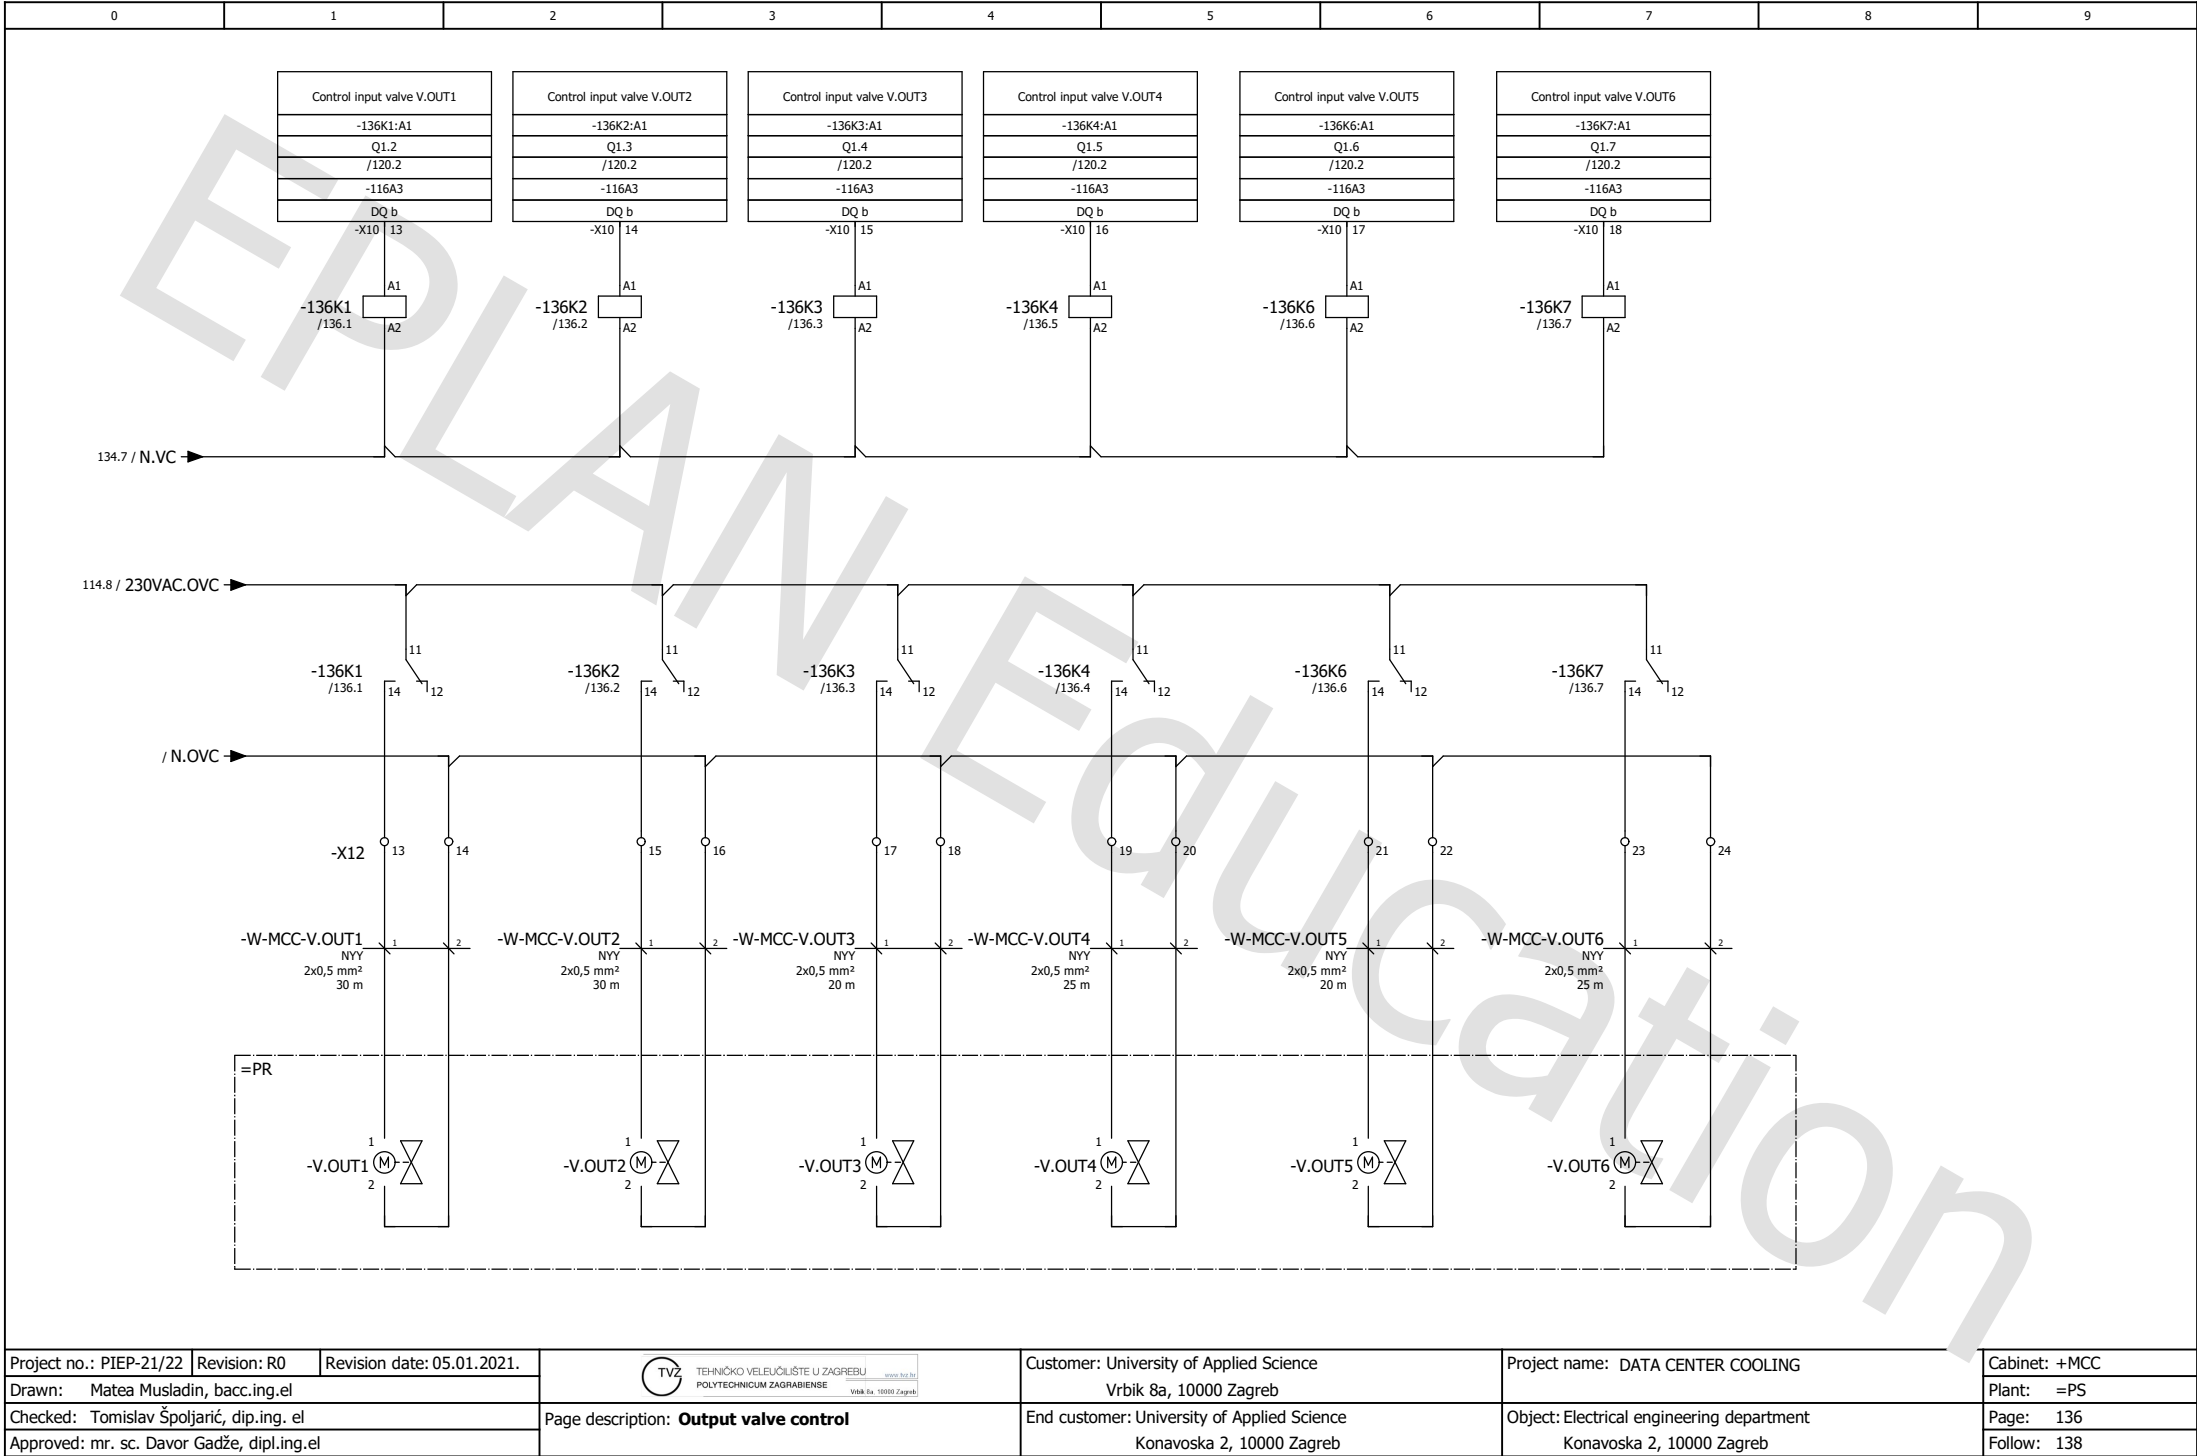 0 1 2 3 4 5 6 7 8 9
Control input valve V.OUT1 Control input valve V.OUT2 Control input valve V.OUT3 Control input valve V.OUT4 Control input valve V.OUT5 Control input valve V.OUT6
-136K1:A1 -136K2:A1 -136K3:A1 -136K4:A1 -136K6:A1 -136K7:A1
Q1.2 Q1.3 Q1.4 Q1.5 Q1.6 Q1.7
/120.2 /120.2 /120.2 /120.2 /120.2 /120.2
-116A3 -116A3 -116A3 -116A3 -116A3 -116A3
DQ b DQ b DQ b DQ b DQ b DQ b
-X10 13 -X10 14 -X10 15 -X10 16 -X10 17 -X10 18
A1 A1 A1 A1 A1 A1
-136K1 -136K2 -136K3 -136K4 -136K6 -136K7
/136.1 /136.2 /136.3 /136.5 /136.6 /136.7
A2 A2 A2 A2 A2 A2
134.7 / N.VC
114.8 / 230VAC.OVC
11 11 11 11 11 11
-136K1 -136K2 -136K3 -136K4 -136K6 -136K7
/136.1 /136.2 /136.3 /136.4 /136.6 /136.7
14 12 14 12 14 12 14 12 14 12 14 12
/ N.OVC
-X12 13 14 15 16 17 18 19 20 21 22 23 24
-W-MCC-V.OUT1 1 2 -W-MCC-V.OUT2 1 2 -W-MCC-V.OUT3 1 2 -W-MCC-V.OUT4 1 2 -W-MCC-V.OUT5 1 2 -W-MCC-V.OUT6 1 2
NYY NYY NYY NYY NYY NYY
2x0,5 mm² 2x0,5 mm² 2x0,5 mm² 2x0,5 mm² 2x0,5 mm² 2x0,5 mm²
30 m 30 m 20 m 25 m 20 m 25 m
=PR
1 1 1 1 1 1
-V.OUT1 M -V.OUT2 M -V.OUT3 M -V.OUT4 M -V.OUT5 M -V.OUT6 M
2 2 2 2 2 2
EPLAN Education
Project no.: PIEP-21/22 Revision: R0 Revision date: 05.01.2021.
Drawn: Matea Musladin, bacc.ing.el
Checked: Tomislav Špoljarić, dip.ing. el
Approved: mr. sc. Davor Gadže, dipl.ing.el
TVZ TEHNIČKO VELEUČILIŠTE U ZAGREBU www.tvz.hr
POLYTECHNICUM ZAGRABIENSE Vrbik 8a, 10000 Zagreb
Page description: Output valve control
Customer: University of Applied Science
Vrbik 8a, 10000 Zagreb
End customer: University of Applied Science
Konavoska 2, 10000 Zagreb
Project name: DATA CENTER COOLING
Object: Electrical engineering department
Konavoska 2, 10000 Zagreb
Cabinet: +MCC
Plant: =PS
Page: 136
Follow: 138